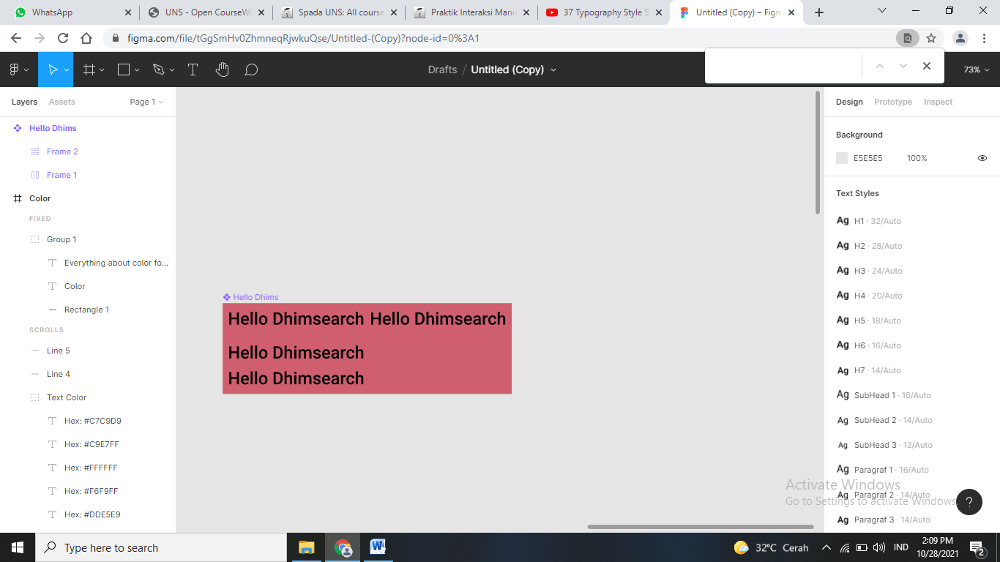 WhatsApp
UNS - Open CourseWa
Spada UNS: All course
Praktik Interaksi Manu
37 Typography Style S
Untitled (Copy) – Figm
figma.com/file/tGgSmHv0ZhmneqRjwkuQse/Untitled-(Copy)?node-id=0%3A1
Drafts / Untitled (Copy)
73%
Layers Assets Page 1
Hello Dhims
Frame 2
Frame 1
Color
FIXED
Group 1
Everything about color fo...
Color
Rectangle 1
SCROLLS
Line 5
Line 4
Text Color
Hex: #C7C9D9
Hex: #C9E7FF
Hex: #FFFFFF
Hex: #F6F9FF
Hex: #DDE5E9
Hello Dhims
Hello Dhimsearch Hello Dhimsearch
Hello Dhimsearch
Hello Dhimsearch
Design Prototype Inspect
Background
E5E5E5 100%
Text Styles
Ag H1 · 32/Auto
Ag H2 · 28/Auto
Ag H3 · 24/Auto
Ag H4 · 20/Auto
Ag H5 · 18/Auto
Ag H6 · 16/Auto
Ag H7 · 14/Auto
Ag SubHead 1 · 16/Auto
Ag SubHead 2 · 14/Auto
Ag SubHead 3 · 12/Auto
Ag Paragraf 1 · 16/Auto
Ag Paragraf 2 · 14/Auto
Ag Paragraf 3 · 14/Auto
Activate Windows
Go to Settings to activate Windows.
?
Type here to search
32°C Cerah
IND
2:09 PM
10/28/2021
2